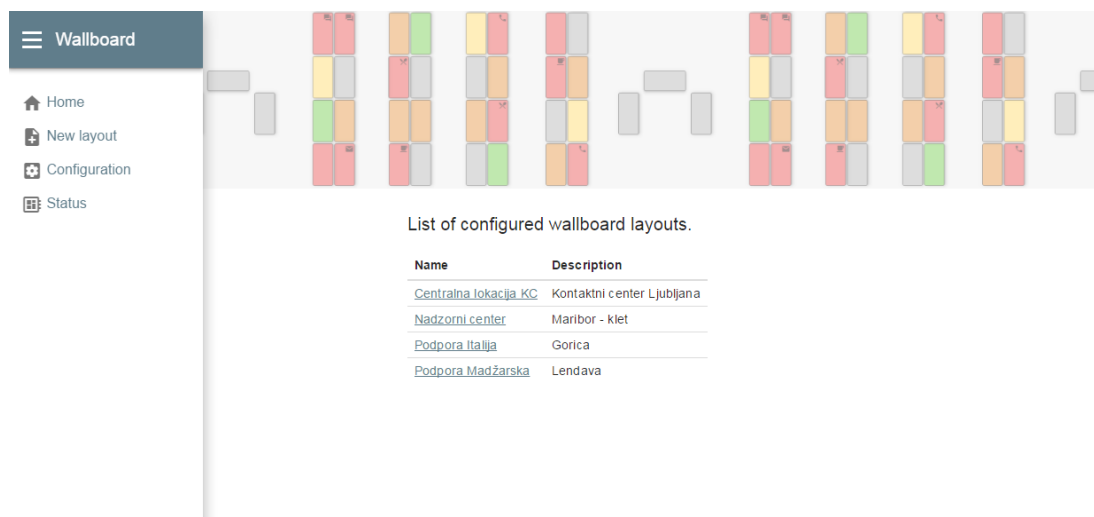 Wallboard
Home
New layout
Configuration
Status
List of configured wallboard layouts.
Name Description
Centralna lokacija KC Kontaktni center Ljubljana
Nadzorni center Maribor - klet
Podpora Italija Gorica
Podpora Madžarska Lendava